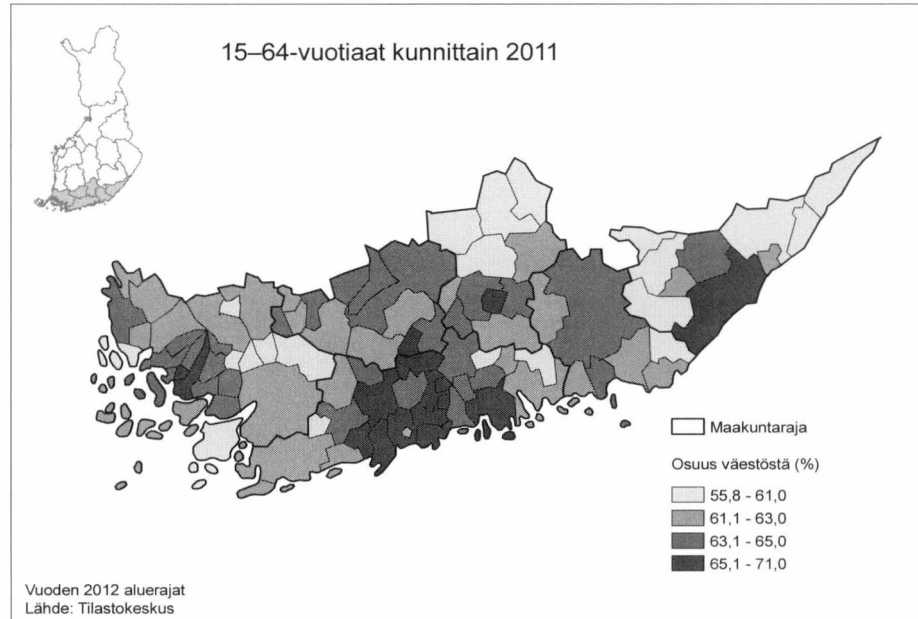 15–64-vuotiaat kunnittain 2011
Maakuntaraja
Osuus väestöstä (%)
55,8 - 61,0
61,1 - 63,0
63,1 - 65,0
65,1 - 71,0
Vuoden 2012 aluerajat
Lähde: Tilastokeskus